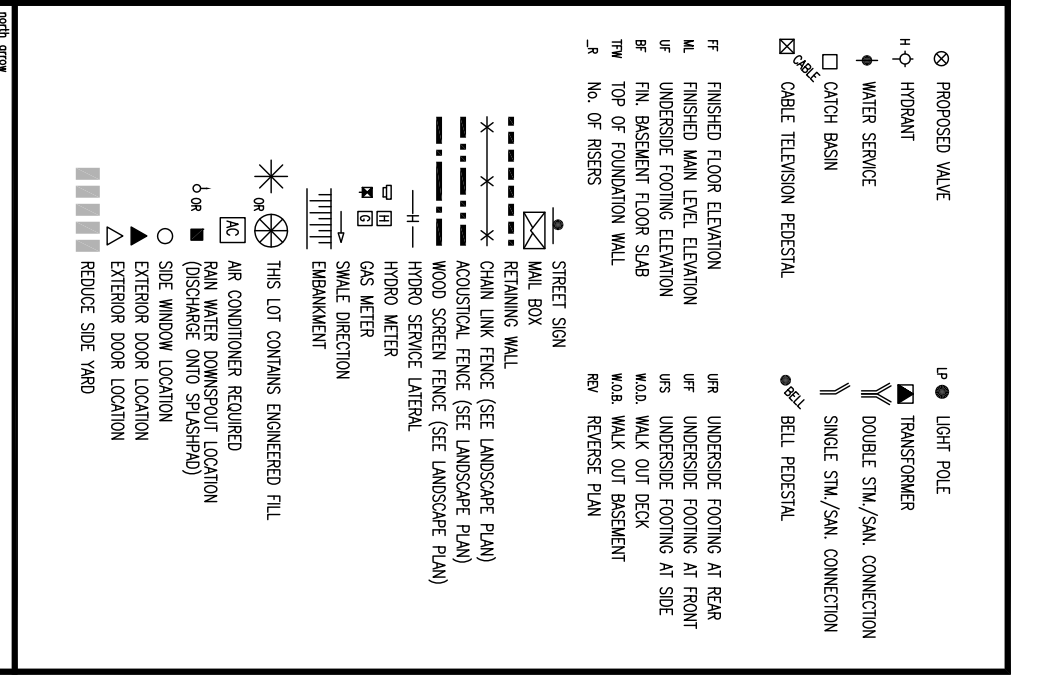 PROPOSED VALVE
H HYDRANT
WATER SERVICE
CATCH BASIN
CABLE CABLE TELEVISION PEDESTAL
LP LIGHT POLE
TRANSFORMER
DOUBLE STM./SAN. CONNECTION
SINGLE STM./SAN. CONNECTION
BELL BELL PEDESTAL
FF FINISHED FLOOR ELEVATION
ML FINISHED MAIN LEVEL ELEVATION
UF UNDERSIDE FOOTING ELEVATION
BF FIN. BASEMENT FLOOR SLAB
TFW TOP OF FOUNDATION WALL
_R No. OF RISERS
UFR UNDERSIDE FOOTING AT REAR
UFF UNDERSIDE FOOTING AT FRONT
UFS UNDERSIDE FOOTING AT SIDE
W.O.D. WALK OUT DECK
W.O.B. WALK OUT BASEMENT
REV REVERSE PLAN
STREET SIGN
MAIL BOX
RETAINING WALL
CHAIN LINK FENCE (SEE LANDSCAPE PLAN)
ACOUSTICAL FENCE (SEE LANDSCAPE PLAN)
WOOD SCREEN FENCE (SEE LANDSCAPE PLAN)
H HYDRO SERVICE LATERAL
H HYDRO METER
G GAS METER
SWALE DIRECTION
EMBANKMENT
OR THIS LOT CONTAINS ENGINEERED FILL
AC AIR CONDITIONER REQUIRED
OR RAIN WATER DOWNSPOUT LOCATION
(DISCHARGE ONTO SPLASHPAD)
SIDE WINDOW LOCATION
EXTERIOR DOOR LOCATION
EXTERIOR DOOR LOCATION
REDUCE SIDE YARD
north arrow